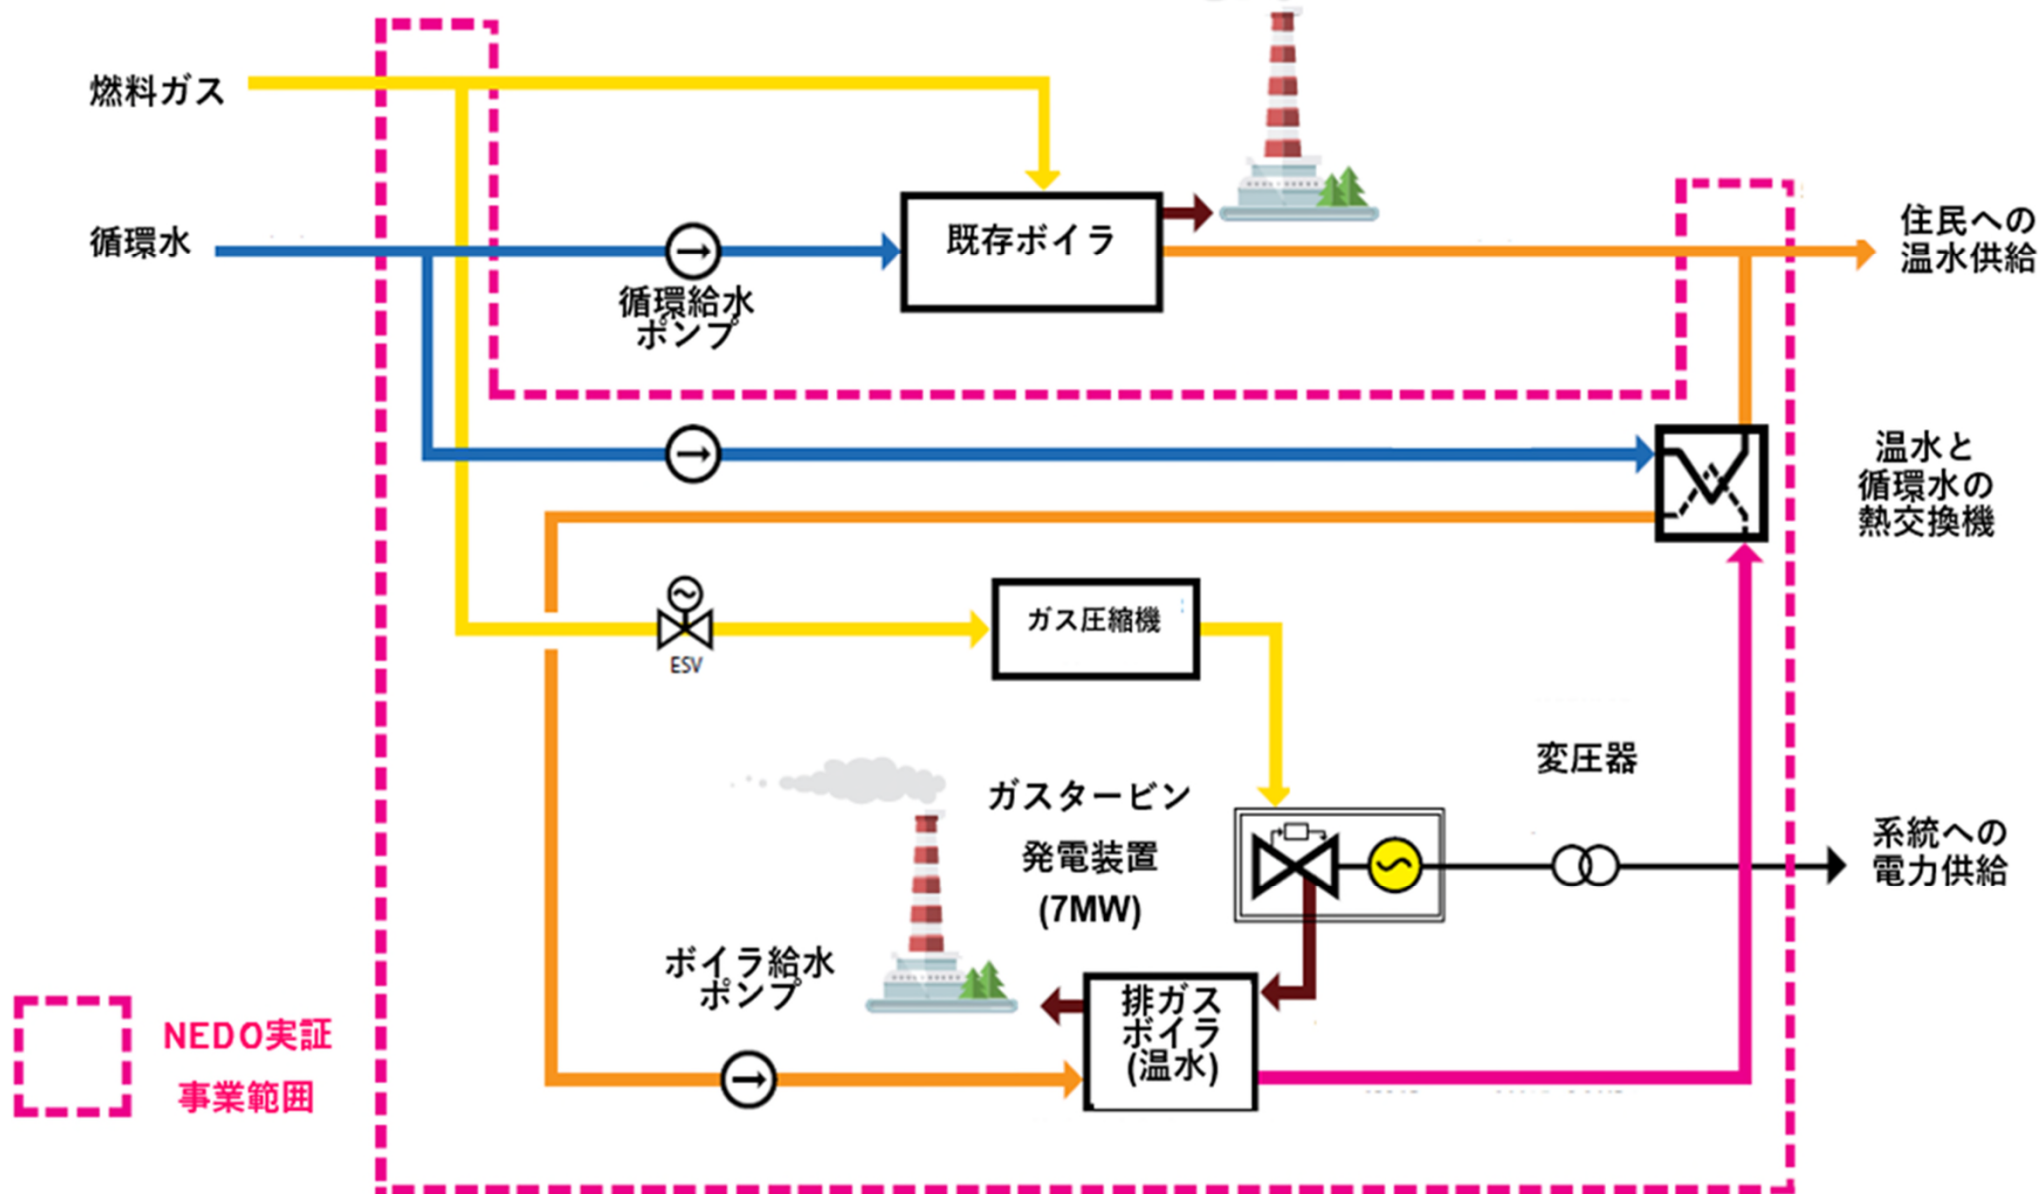 燃料ガス
循環水
循環給水
ポンプ
既存ボイラ
住民への
温水供給
温水と
循環水の
熱交換機
ESV
ガス圧縮機
変圧器
ガスタービン
発電装置
(7MW)
系統への
電力供給
ボイラ給水
ポンプ
排ガス
ボイラ
(温水)
NEDO実証
事業範囲